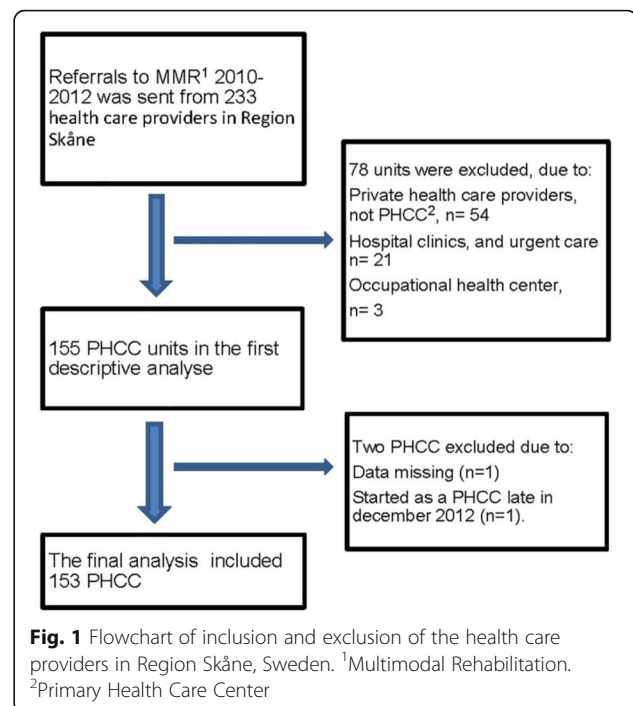 Referrals to MMR¹ 2010-
2012 was sent from 233
health care providers in Region
Skåne
78 units were excluded, due to:
Private health care providers,
not PHCC², n= 54
Hospital clinics, and urgent care
n= 21
Occupational health center,
n= 3
155 PHCC units in the first
descriptive analyse
Two PHCC excluded due to:
Data missing (n=1)
Started as a PHCC late in
december 2012 (n=1).
The final analysis included
153 PHCC
Fig. 1 Flowchart of inclusion and exclusion of the health care
providers in Region Skåne, Sweden. ¹Multimodal Rehabilitation.
²Primary Health Care Center